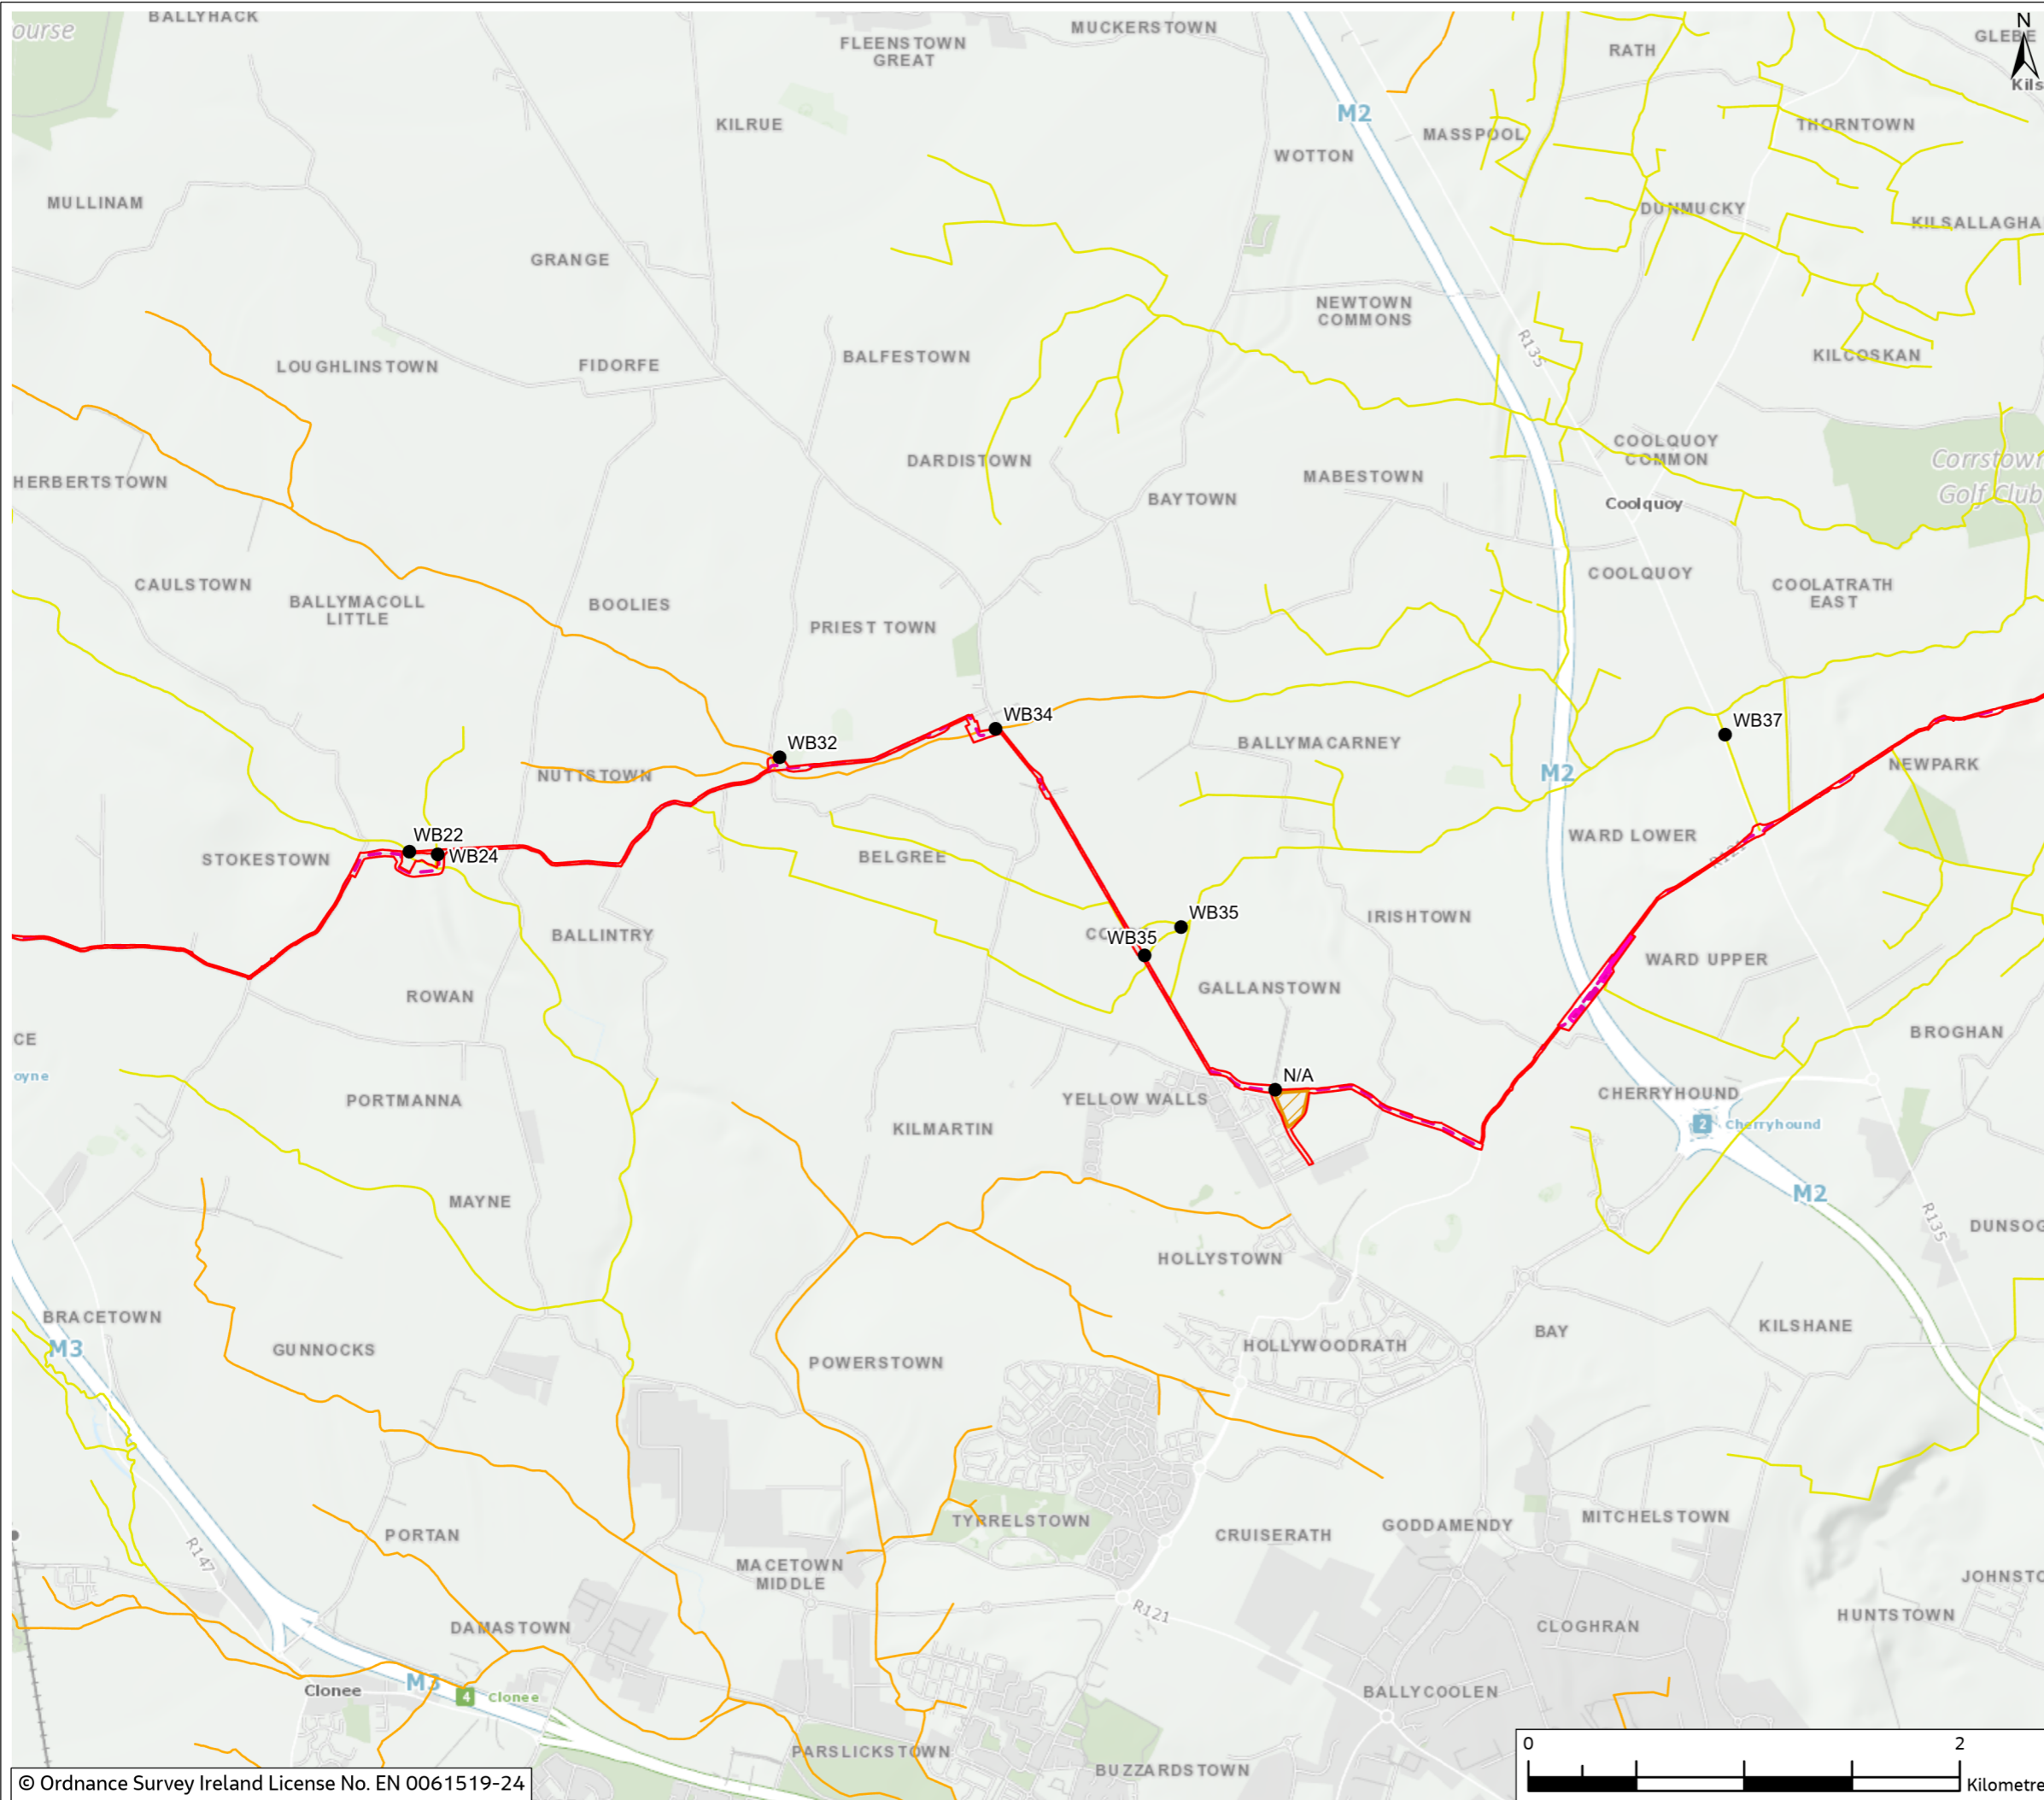 BALLYHACK
ourse
FLEENSTOWN
GREAT
MUCKERSTOWN
RATH
GLEBE
N
Kils
M2
KILRUE
MASSPOOL
THORNTOWN
WOTTON
MULLINAM
DUNMUCKY
KILSALLAGHA
GRANGE
NEWTOWN
COMMONS
R135
LOUGHLINSTOWN
FIDORFE
BALFESTOWN
KILCOSKAN
HERBERTSTOWN
DARDISTOWN
BAYTOWN
MABESTOWN
COOLQUOY
COMMON
Coolquoy
Corrstown
Golf Club
CAULSTOWN
BALLYMACOLL
LITTLE
BOOLIES
PRIEST TOWN
COOLQUOY
COOLATRATH
EAST
WB34
WB32
WB37
NUTTSTOWN
BALLYMACARNEY
M2
NEWPARK
WB22
WB24
STOKESTOWN
BELGREE
WARD LOWER
WB35
WB35
CO
IRISHTOWN
BALLINTRY
WARD UPPER
ROWAN
GALLANSTOWN
CE
oyne
BROGHAN
N/A
PORTMANNA
YELLOW WALLS
CHERRYHOUND
2
Cherryhound
KILMARTIN
MAYNE
M2
R135
DUNSOG
HOLLYSTOWN
BRACETOWN
M3
GUNNOCKS
POWERSTOWN
HOLLYWOODRATH
BAY
KILSHANE
PORTAN
TYRRELSTOWN
CRUISERATH
GODDAMENDY
MITCHELSTOWN
R147
MACETOWN
MIDDLE
JOHNSTO
DAMASTOWN
R121
CLOGHRAN
HUNTSTOWN
M3
Clonee
4
Clonee
BALLYCOOLEN
PARSLICKSTOWN
BUZZARDSTOWN
0
2
Kilometre
© Ordnance Survey Ireland License No. EN 0061519-24